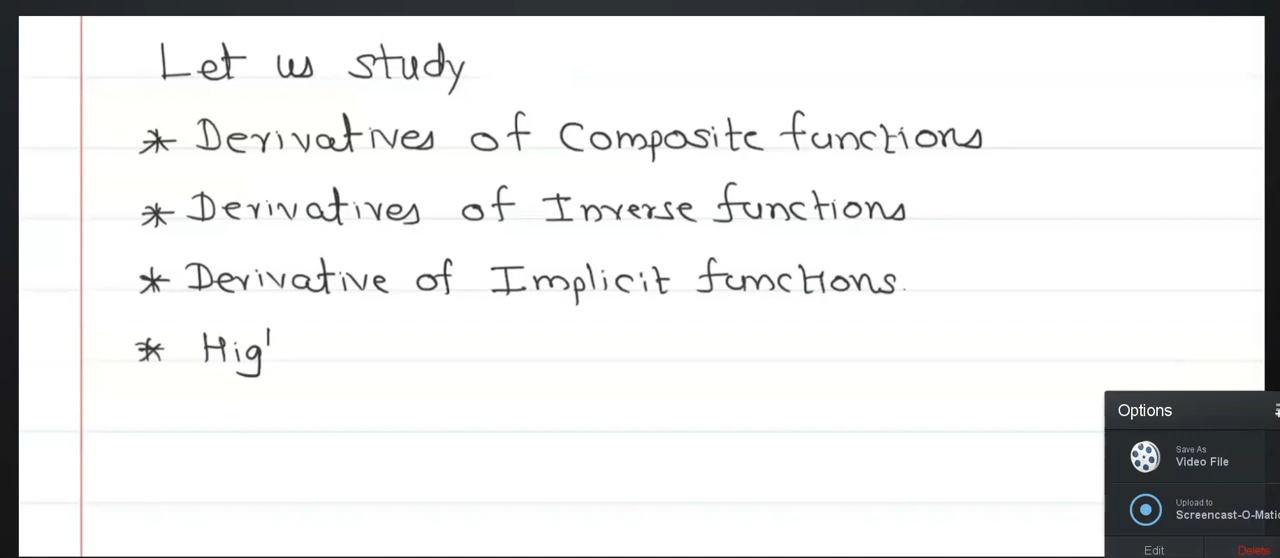 Let us study
* Derivatives of Composite functions
* Derivatives of Inverse functions
* Derivative of Implicit functions.
* Hig
Options
Save As
Video File
Upload to
Screencast-O-Matic
Edit
Delete